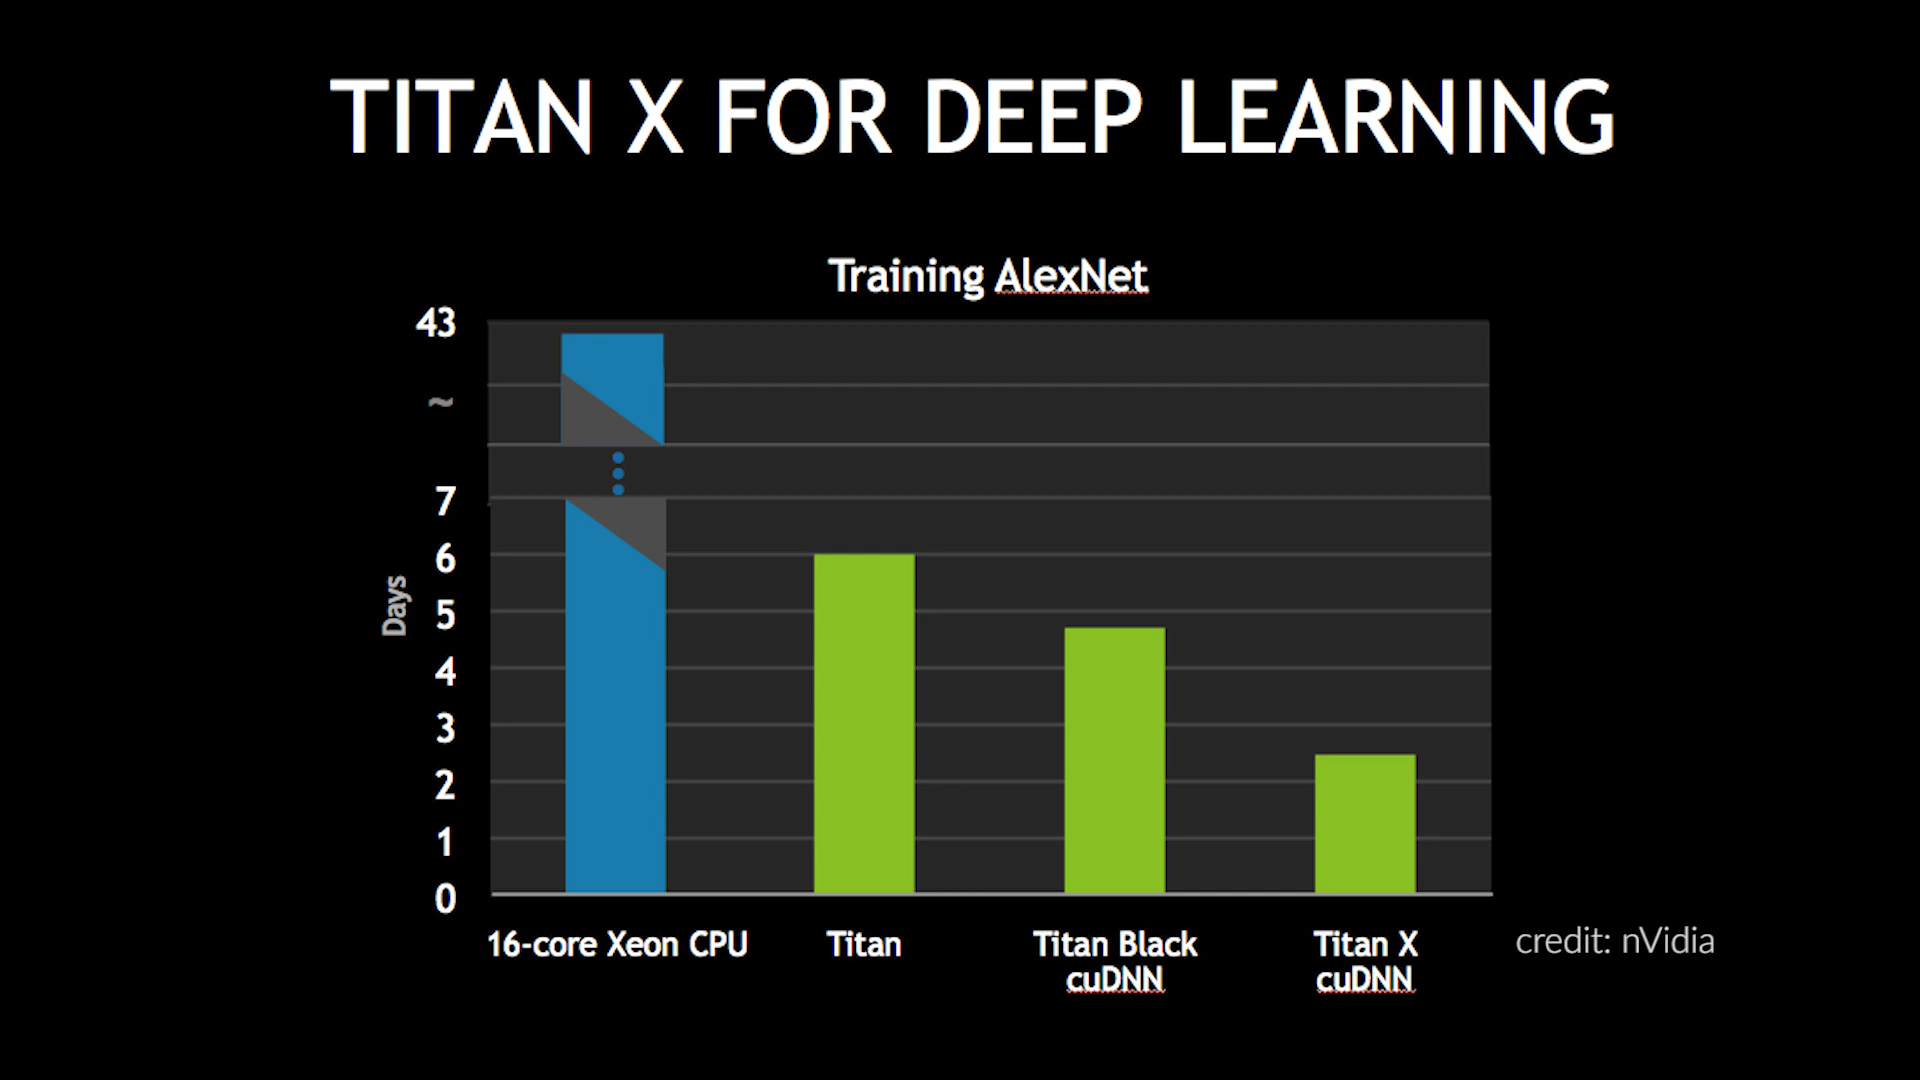 TITAN X FOR DEEP LEARNING
Training AlexNet
43
~
7
6
5
4
3
2
1
0
Days
16-core Xeon CPU
Titan
Titan Black
cuDNN
Titan X
cuDNN
credit: nVidia